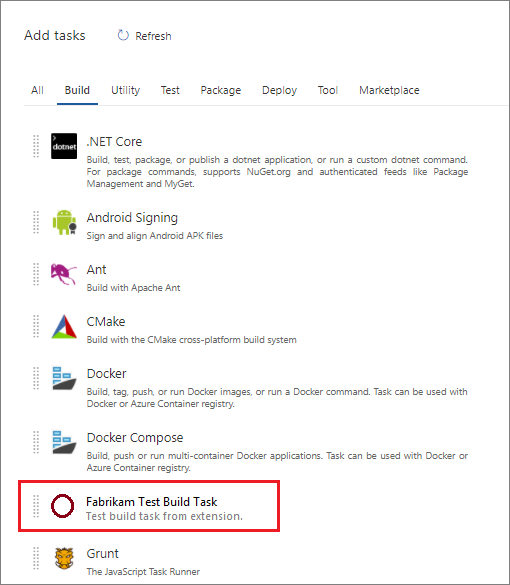 Add tasks Refresh
All Build Utility Test Package Deploy Tool Marketplace
dotnet
.NET Core
Build, test, package, or publish a dotnet application, or run a custom dotnet command.
For package commands, supports NuGet.org and authenticated feeds like Package
Management and MyGet.
Android Signing
Sign and align Android APK files
Ant
Build with Apache Ant
CMake
Build with the CMake cross-platform build system
Docker
Build, tag, push, or run Docker images, or run a Docker command. Task can be used with
Docker or Azure Container registry.
Docker Compose
Build, push or run multi-container Docker applications. Task can be used with Docker or
Azure Container registry.
Fabrikam Test Build Task
Test build task from extension.
Grunt
The JavaScript Task Runner